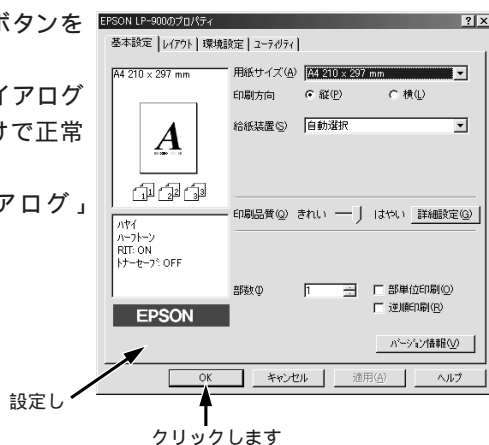 ボタンを
イアログ
けで正常
アログ」
EPSON LP-900のプロパティ
基本設定 レイアウト 環境設定 ユーティリティ
A4 210 x 297 mm
A
1 1 2 2 3 3
用紙サイズ(A) A4 210 x 297 mm
印刷方向 縦(P) 横(L)
給紙装置(S) 自動選択
印刷品質(Q) きれい はやい 詳細設定(G)
ハヤイ
ハーフトーン
RIT: ON
トナーセーブ: OFF
EPSON
部数(I) 1 部単位印刷(O)
逆順印刷(R)
バージョン情報(V)
OK キャンセル 適用(A) ヘルプ
設定し
クリックします